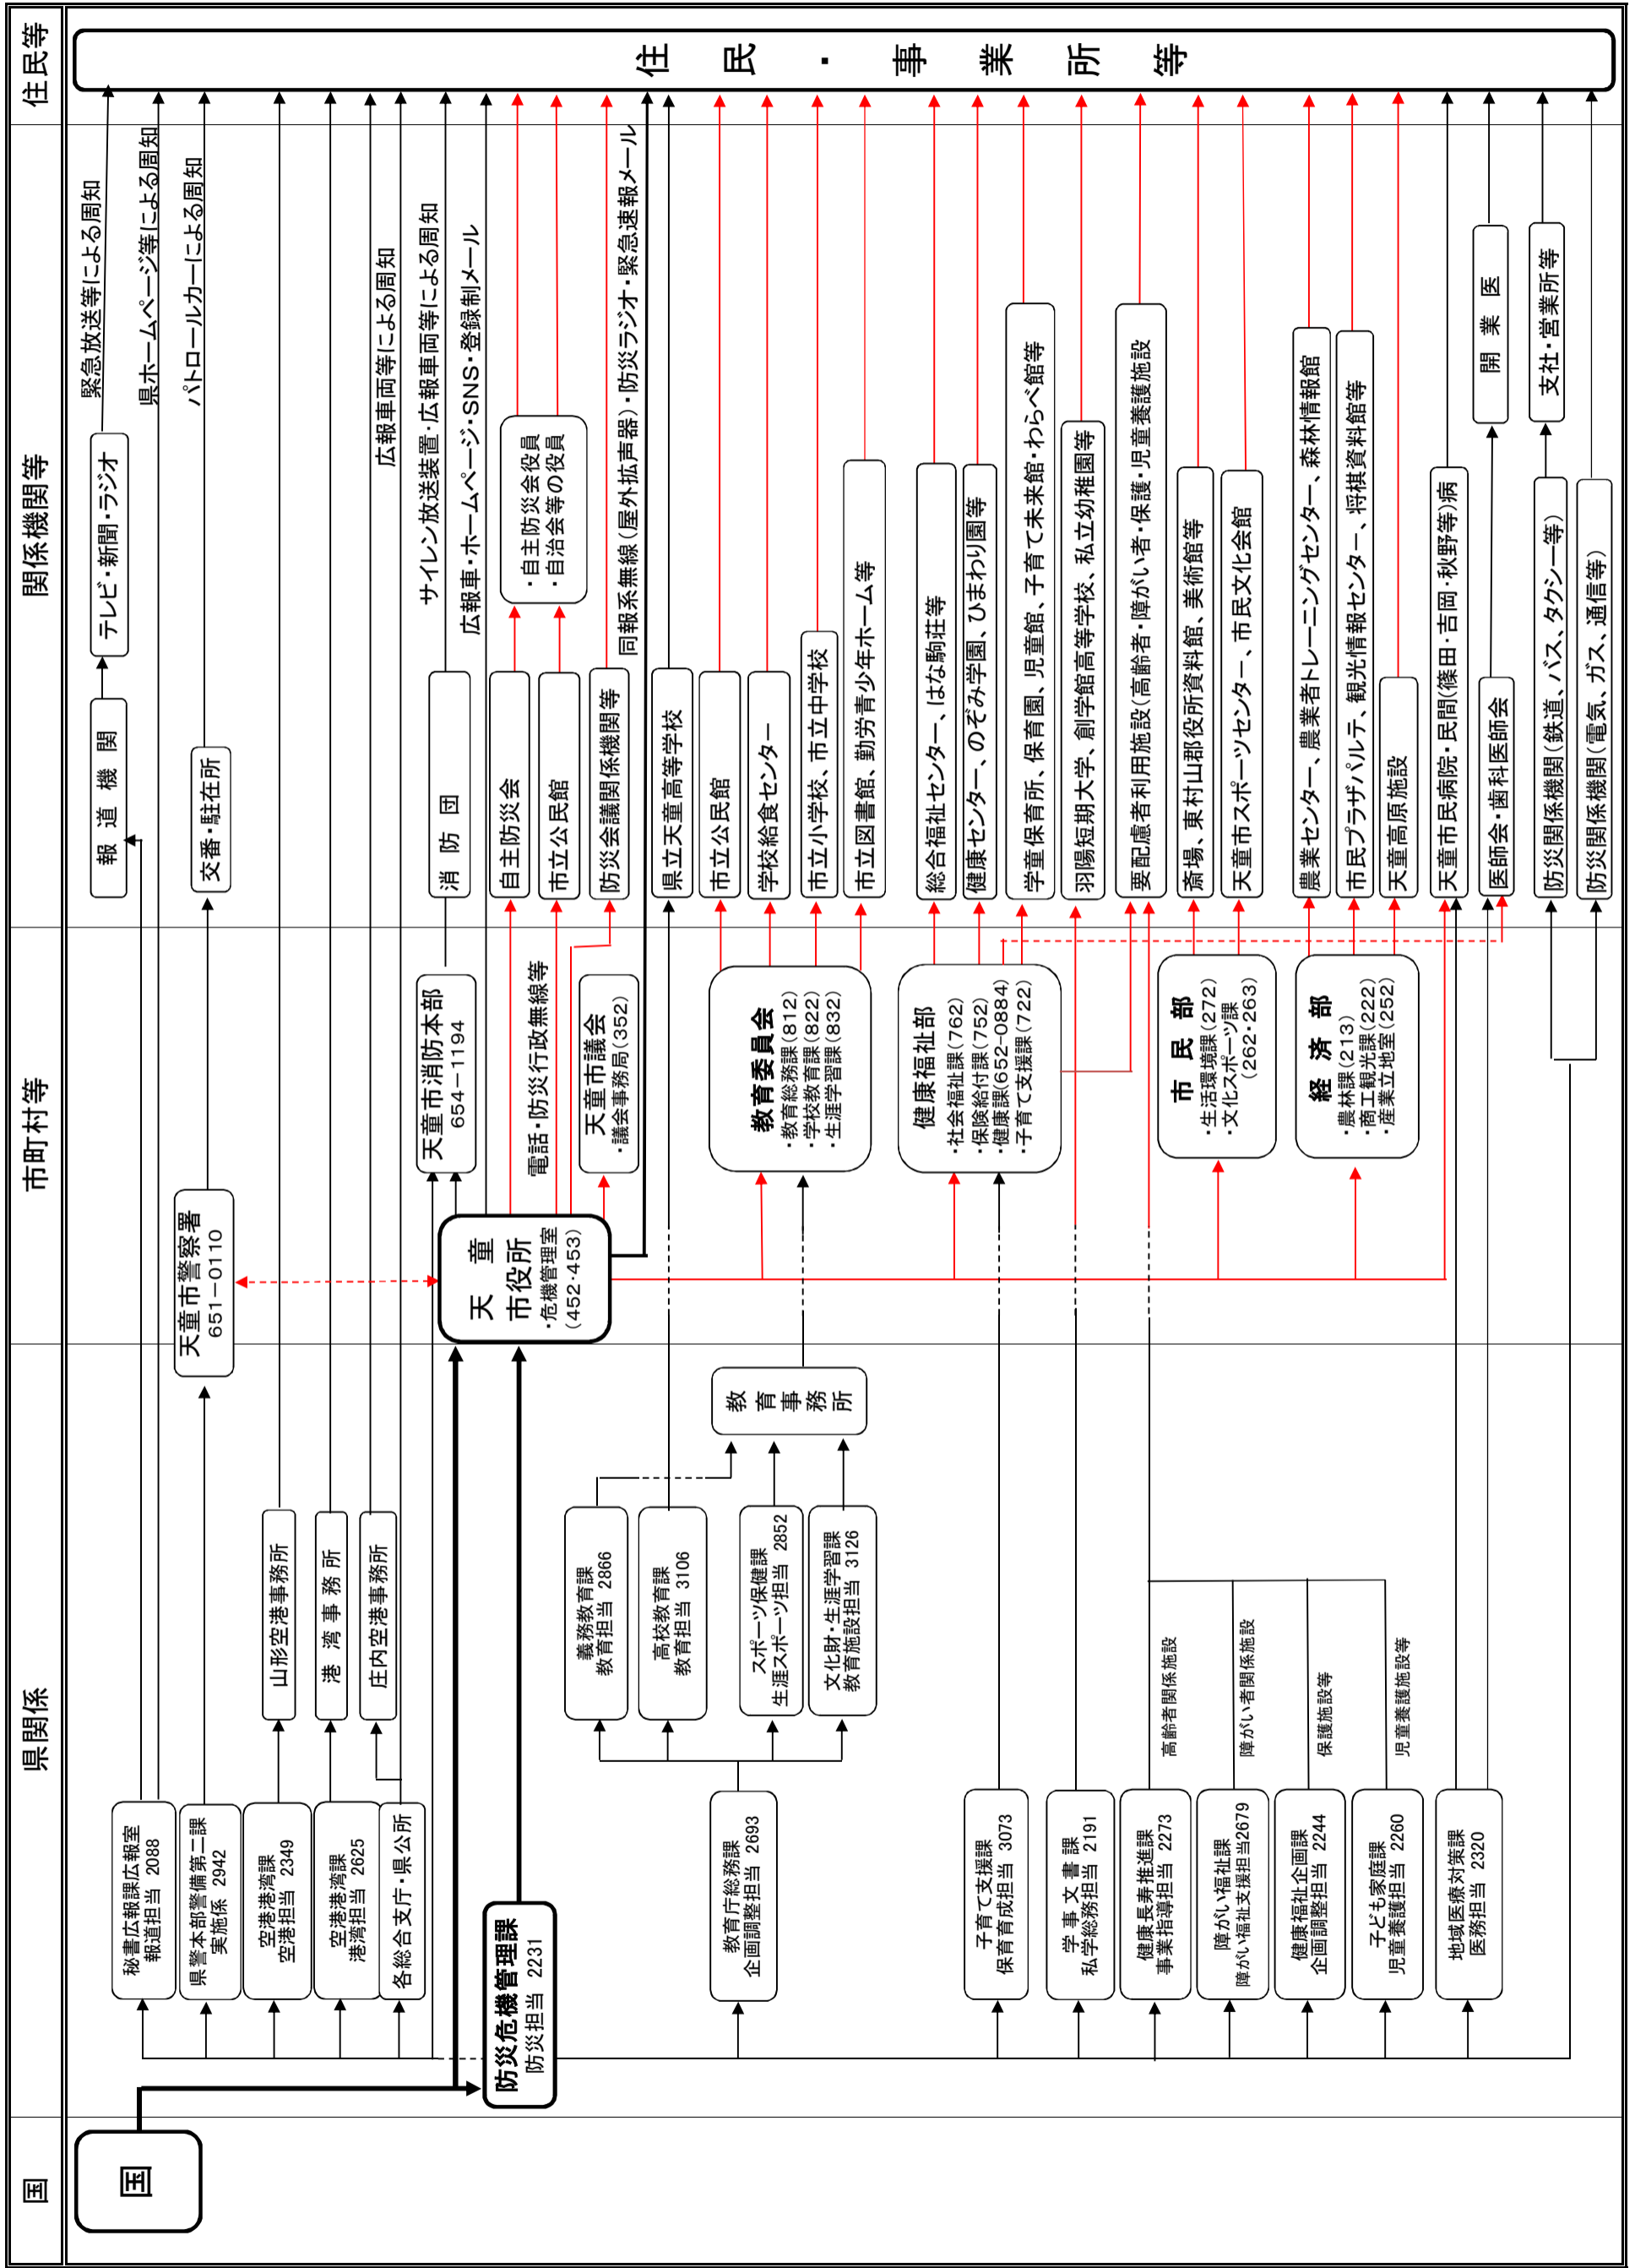 国
県関係
市町村等
関係機関等
住民等
国
防災危機管理課
防災担当 2231
秘書広報課広報室
報道担当 2088
県警本部警備第二課
実施係 2942
空港港湾課
空港担当 2349
空港港湾課
港湾担当 2625
各総合支庁・県公所
教育庁総務課
企画調整担当 2693
子育て支援課
保育育成担当 3073
学事文書課
私学総務担当 2191
健康長寿推進課
事業指導担当 2273
障がい福祉課
障がい福祉支援担当2679
健康福祉企画課
企画調整担当 2244
子ども家庭課
児童養護担当 2260
地域医療対策課
医務担当 2320
山形空港事務所
港湾事務所
庄内空港事務所
義務教育課
教育担当 2866
高校教育課
教育担当 3106
スポーツ保健課
生涯スポーツ担当 2852
文化財・生涯学習課
教育施設担当 3126
高齢者関係施設
障がい者関係施設
保護施設等
児童養護施設等
教育事務所
天童市警察署
651-0110
天童
市役所
・危機管理室
(452・453)
天童市消防本部
654-1194
電話・防災行政無線等
天童市議会
・議会事務局(352)
教育委員会
・教育総務課(812)
・学校教育課(822)
・生涯学習課(832)
健康福祉部
・社会福祉課(762)
・保険給付課(752)
・健康課(652-0884)
・子育て支援課(722)
市民部
・生活環境課(272)
・文化スポーツ課
(262・263)
経済部
・農林課(213)
・商工観光課(222)
・産業立地室(252)
報道機関
テレビ・新聞・ラジオ
緊急放送等による周知
県ホームページ等による周知
交番・駐在所
パトロールカーによる周知
広報車両等による周知
消防団
サイレン放送装置・広報車両等による周知
広報車・ホームページ・SNS・登録制メール
自主防災会
市立公民館
・自主防災会役員
・自治会等の役員
防災会議関係機関等
同報系無線(屋外拡声器)・防災ラジオ・緊急速報メール
県立天童高等学校
市立公民館
学校給食センター
市立小学校、市立中学校
市立図書館、勤労青少年ホーム等
総合福祉センター、はな駒荘等
健康センター、のぞみ学園、ひまわり園等
学童保育所、保育園、児童館、子育て未来館・わらべ館等
羽陽短期大学、創学館高等学校、私立幼稚園等
要配慮者利用施設(高齢者・障がい者・保護・児童養護施設
斎場、東村山郡役所資料館、美術館等
天童市スポーツセンター、市民文化会館
農業センター、農業者トレーニングセンター、森林情報館
市民プラザパルテ、観光情報センター、将棋資料館等
天童高原施設
天童市民病院・民間(篠田・吉岡・秋野等)病
医師会・歯科医師会
開業医
防災関係機関(鉄道、バス、タクシー等)
支社・営業所等
防災関係機関(電気、ガス、通信等)
住民・事業所等